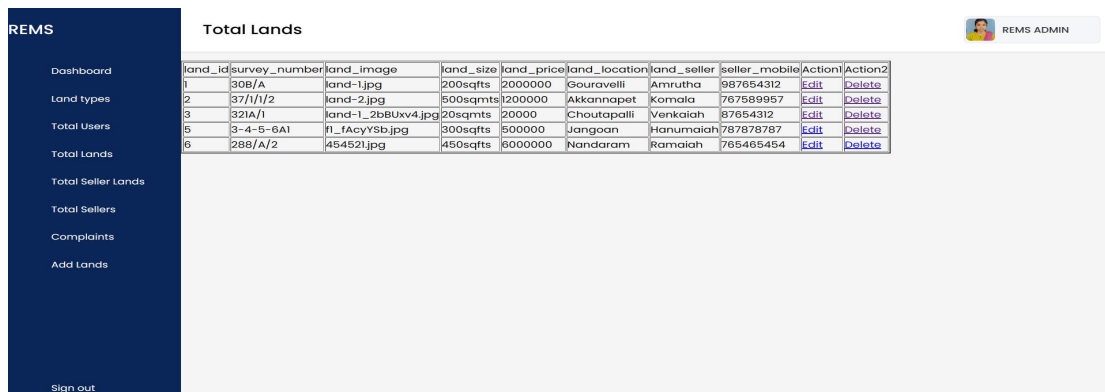 REMS
Total Lands
REMS ADMIN
Dashboard
Land types
Total Users
Total Lands
Total Seller Lands
Total Sellers
Complaints
Add Lands
Sign out
land_id survey_number land_image land_size land_price land_location land_seller seller_mobile Action1 Action2
1 30B/A land-1.jpg 200sqfts 2000000 Gouravelli Amrutha 987654312 Edit Delete
2 37/1/1/2 land-2.jpg 500sqmts 1200000 Akkannapet Komala 767589957 Edit Delete
3 321A/1 land-1_2bBUxv4.jpg 20sqmts 20000 Choutapalli Venkaiah 87654312 Edit Delete
5 3-4-5-6A1 f1_fAcyYSb.jpg 300sqfts 500000 Jangoan Hanumaiah 787878787 Edit Delete
6 288/A/2 454521.jpg 450sqfts 6000000 Nandaram Ramaiah 765465454 Edit Delete